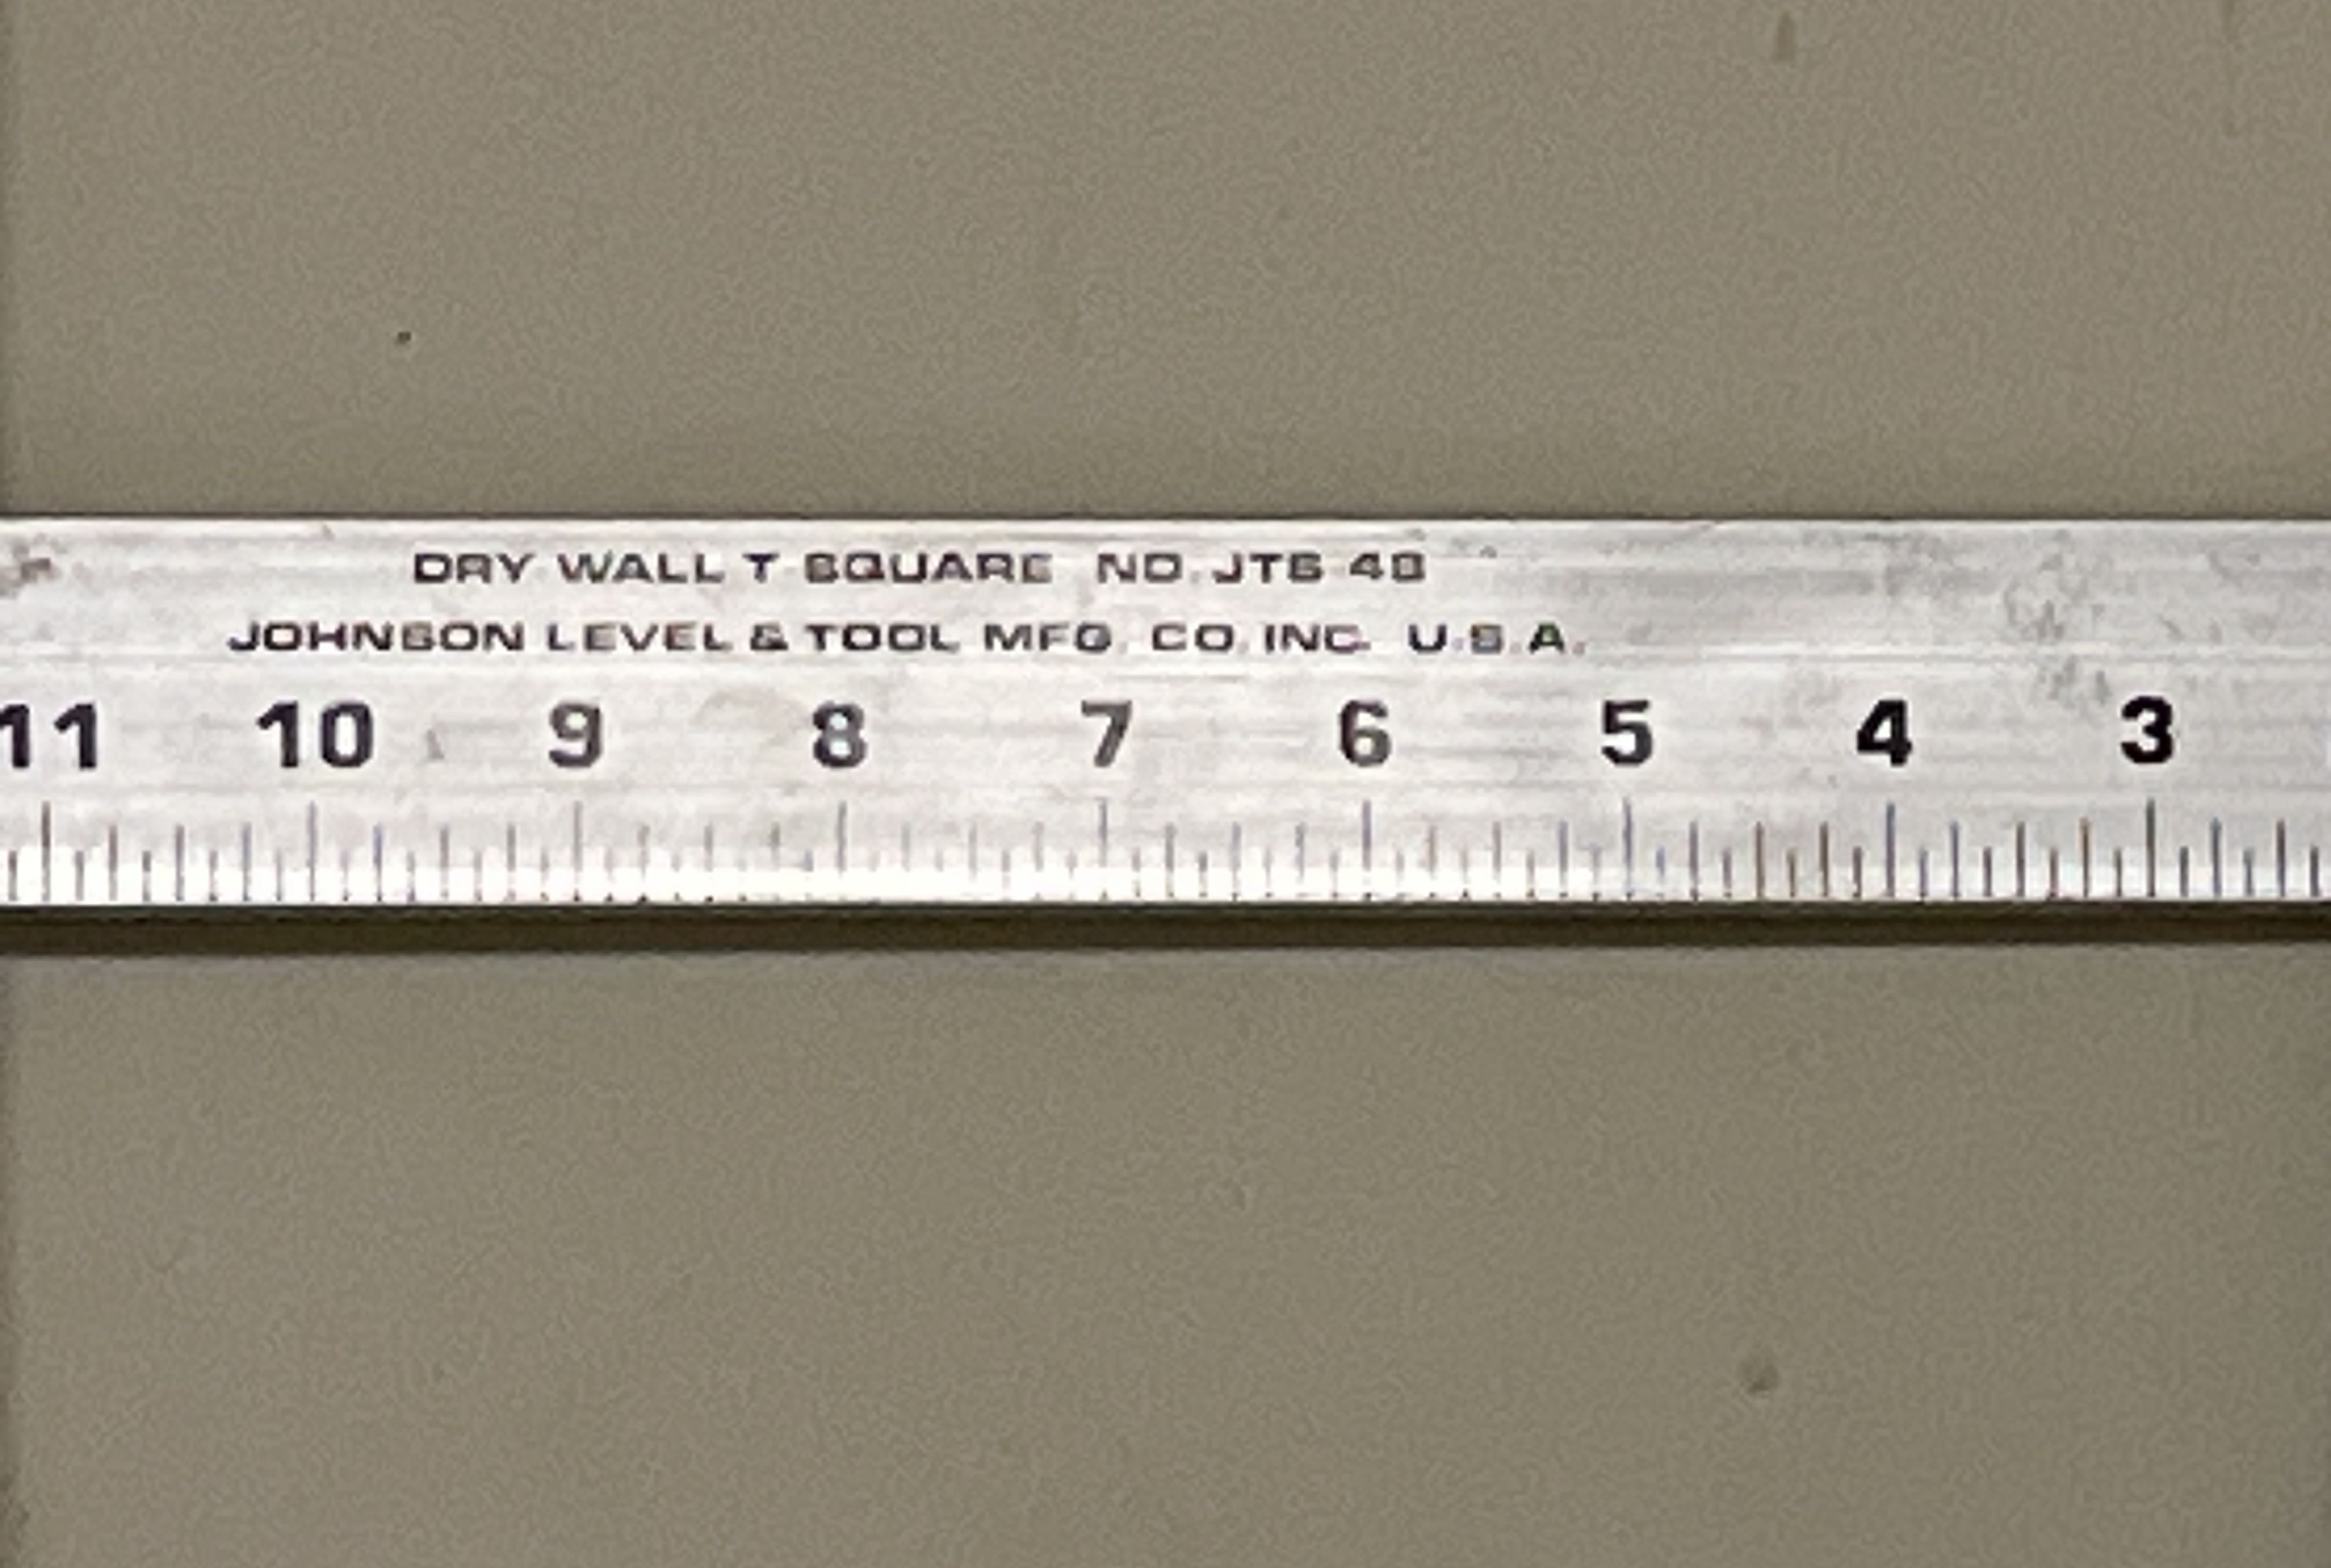 DRY WALL T SQUARE NO. JTS 48
JOHNSON LEVEL & TOOL MFG. CO. INC. U.S.A.
11 10 9 8 7 6 5 4 3